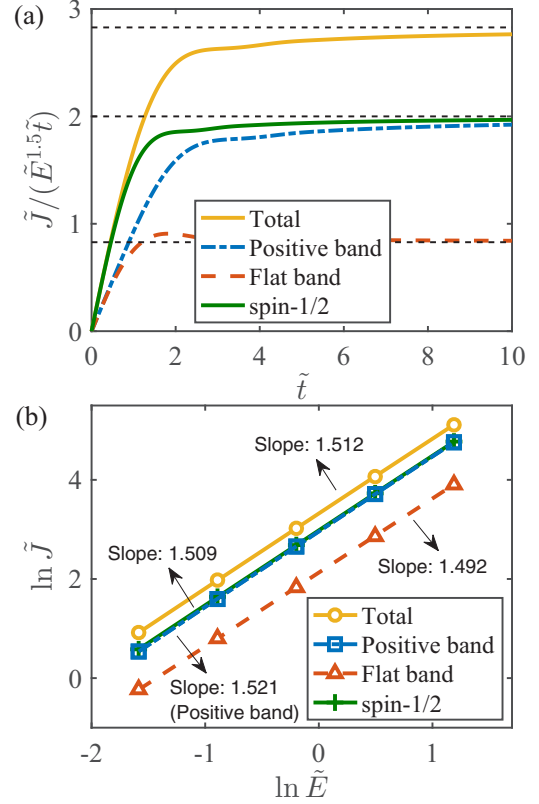 (a)
3
2
1
0
J̃/(Ẽ^1.5 t̃)
Total
Positive band
Flat band
spin-1/2
0 2 4 6 8 10
t̃
(b)
4
2
0
ln J̃
Slope: 1.512
Slope: 1.509
Slope: 1.492
Slope: 1.521
(Positive band)
Total
Positive band
Flat band
spin-1/2
-2 -1 0 1
ln Ẽ